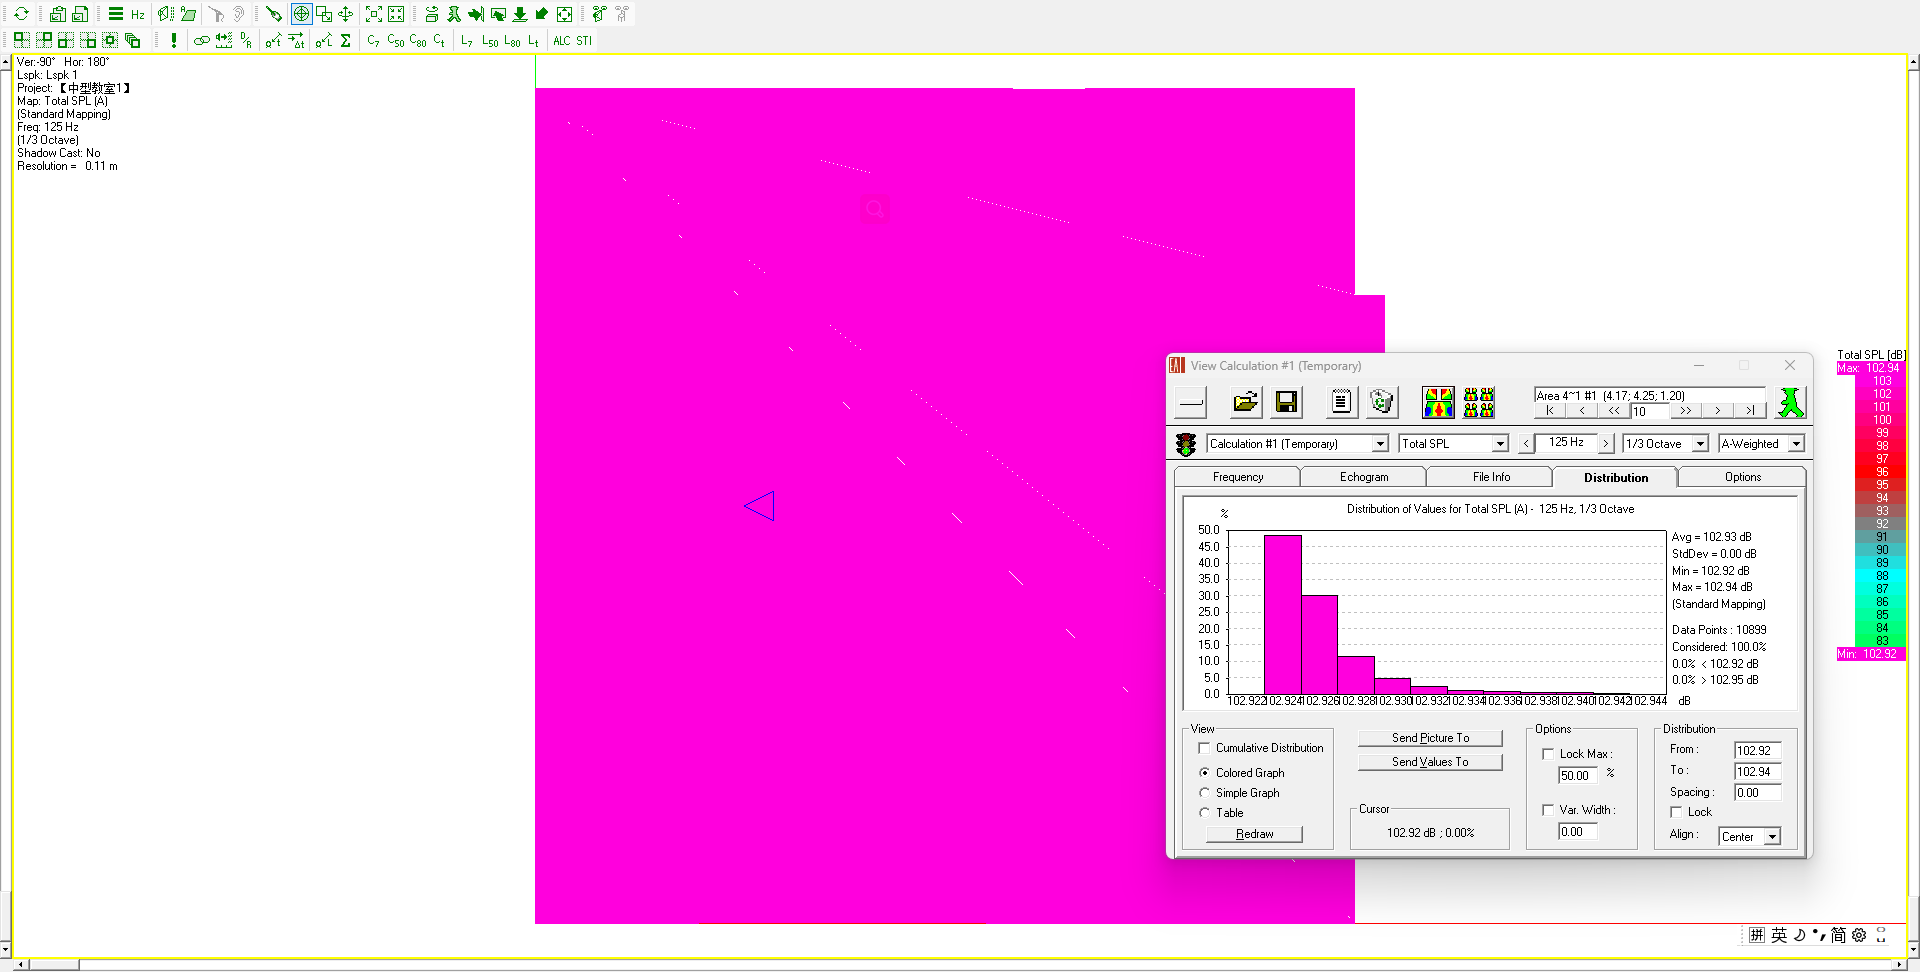 Hz
D/R
C7 C50 C80 Ct L7 L50 L80 Lt ALC STI
Ver:-90° Hor: 180°
Lspk: Lspk 1
Project: 【中型教室1】
Map: Total SPL (A)
(Standard Mapping)
Freq: 125 Hz
(1/3 Octave)
Shadow Cast: No
Resolution = 0.11 m
Total SPL [dB]
Max: 102.94
103
102
101
100
99
98
97
96
95
94
93
92
91
90
89
88
87
86
85
84
83
Min: 102.92
View Calculation #1 (Temporary)
Area 4~1 #1 (4.17; 4.25; 1.20)
|< < << 10 >> > >|
Calculation #1 (Temporary) Total SPL < 125 Hz > 1/3 Octave A-Weighted
Frequency Echogram File Info Distribution Options
Distribution of Values for Total SPL (A) - 125 Hz, 1/3 Octave
%
50.0
45.0
40.0
35.0
30.0
25.0
20.0
15.0
10.0
5.0
0.0
102.922 102.924 102.926 102.928 102.930 102.932 102.934 102.936 102.938 102.940 102.942 102.944 dB
Avg = 102.93 dB
StdDev = 0.00 dB
Min = 102.92 dB
Max = 102.94 dB
(Standard Mapping)
Data Points : 10899
Considered: 100.0%
0.0% < 102.92 dB
0.0% > 102.95 dB
View
Cumulative Distribution
Colored Graph
Simple Graph
Table
Redraw
Send Picture To
Send Values To
Cursor
102.92 dB ; 0.00%
Options
Lock Max :
50.00 %
Var. Width :
0.00
Distribution
From : 102.92
To : 102.94
Spacing : 0.00
Lock
Align : Center
拼 英 简